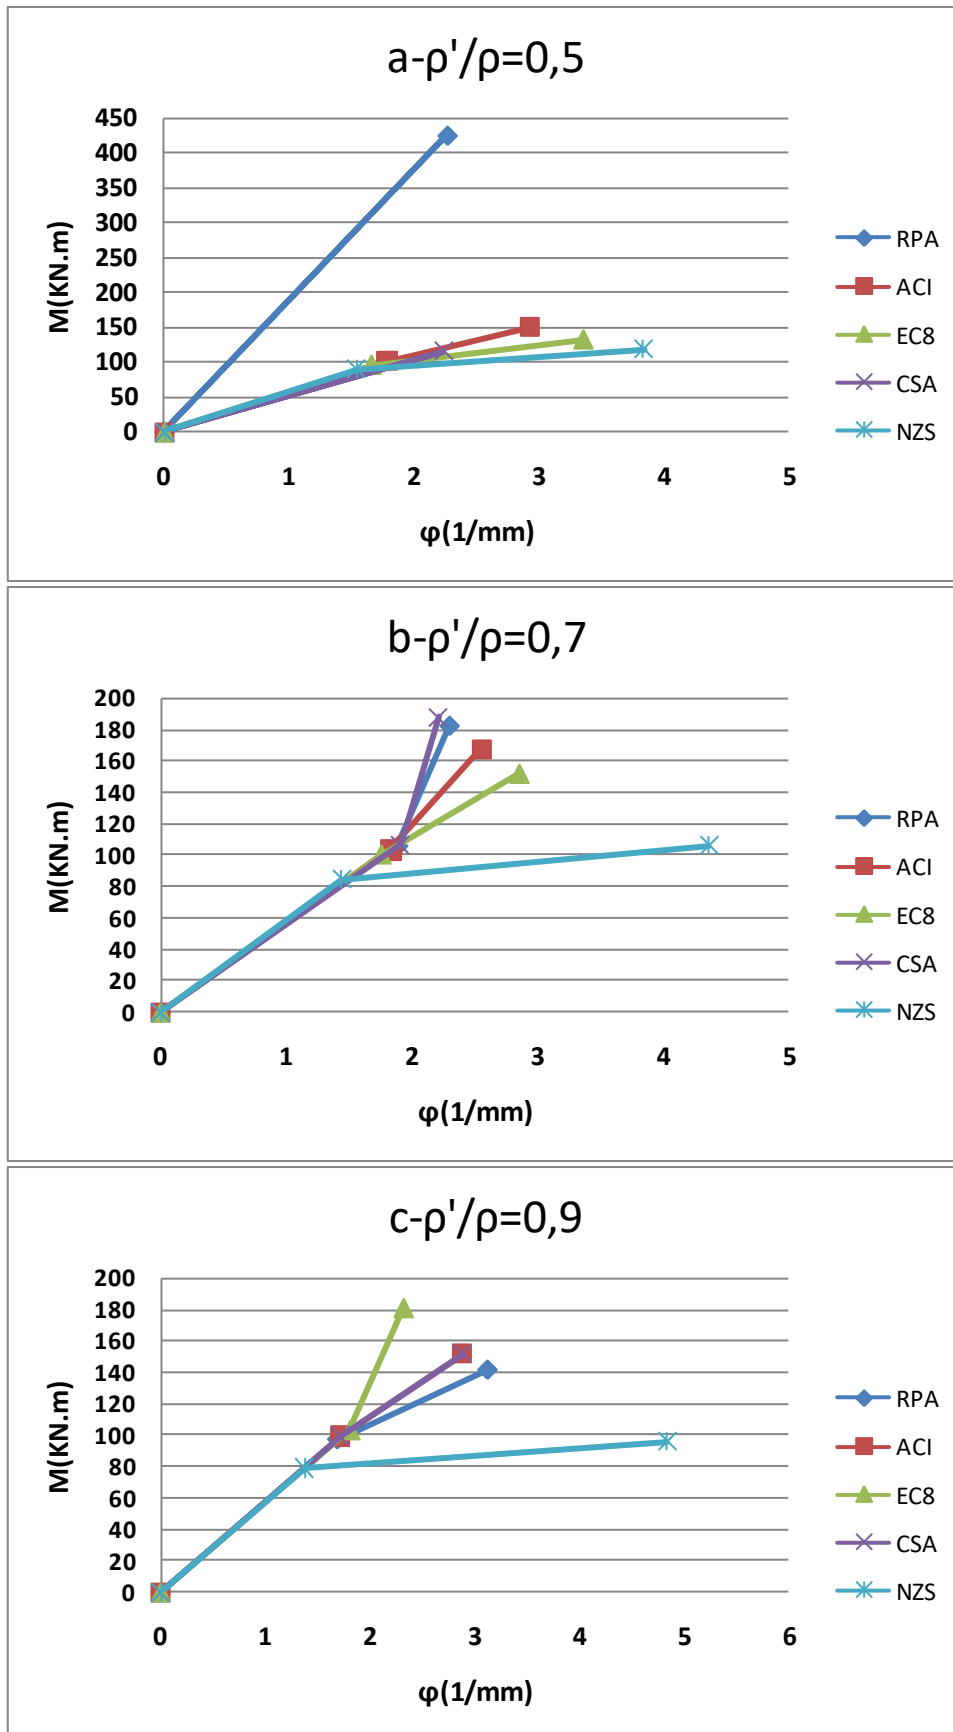 a-ρ'/ρ=0,5
450
400
350
300
250
200
150
100
50
0
M(KN.m)
0 1 2 3 4 5
φ(1/mm)
RPA
ACI
EC8
CSA
NZS
b-ρ'/ρ=0,7
200
180
160
140
120
100
80
60
40
20
0
M(KN.m)
0 1 2 3 4 5
φ(1/mm)
RPA
ACI
EC8
CSA
NZS
c-ρ'/ρ=0,9
200
180
160
140
120
100
80
60
40
20
0
M(KN.m)
0 1 2 3 4 5 6
φ(1/mm)
RPA
ACI
EC8
CSA
NZS